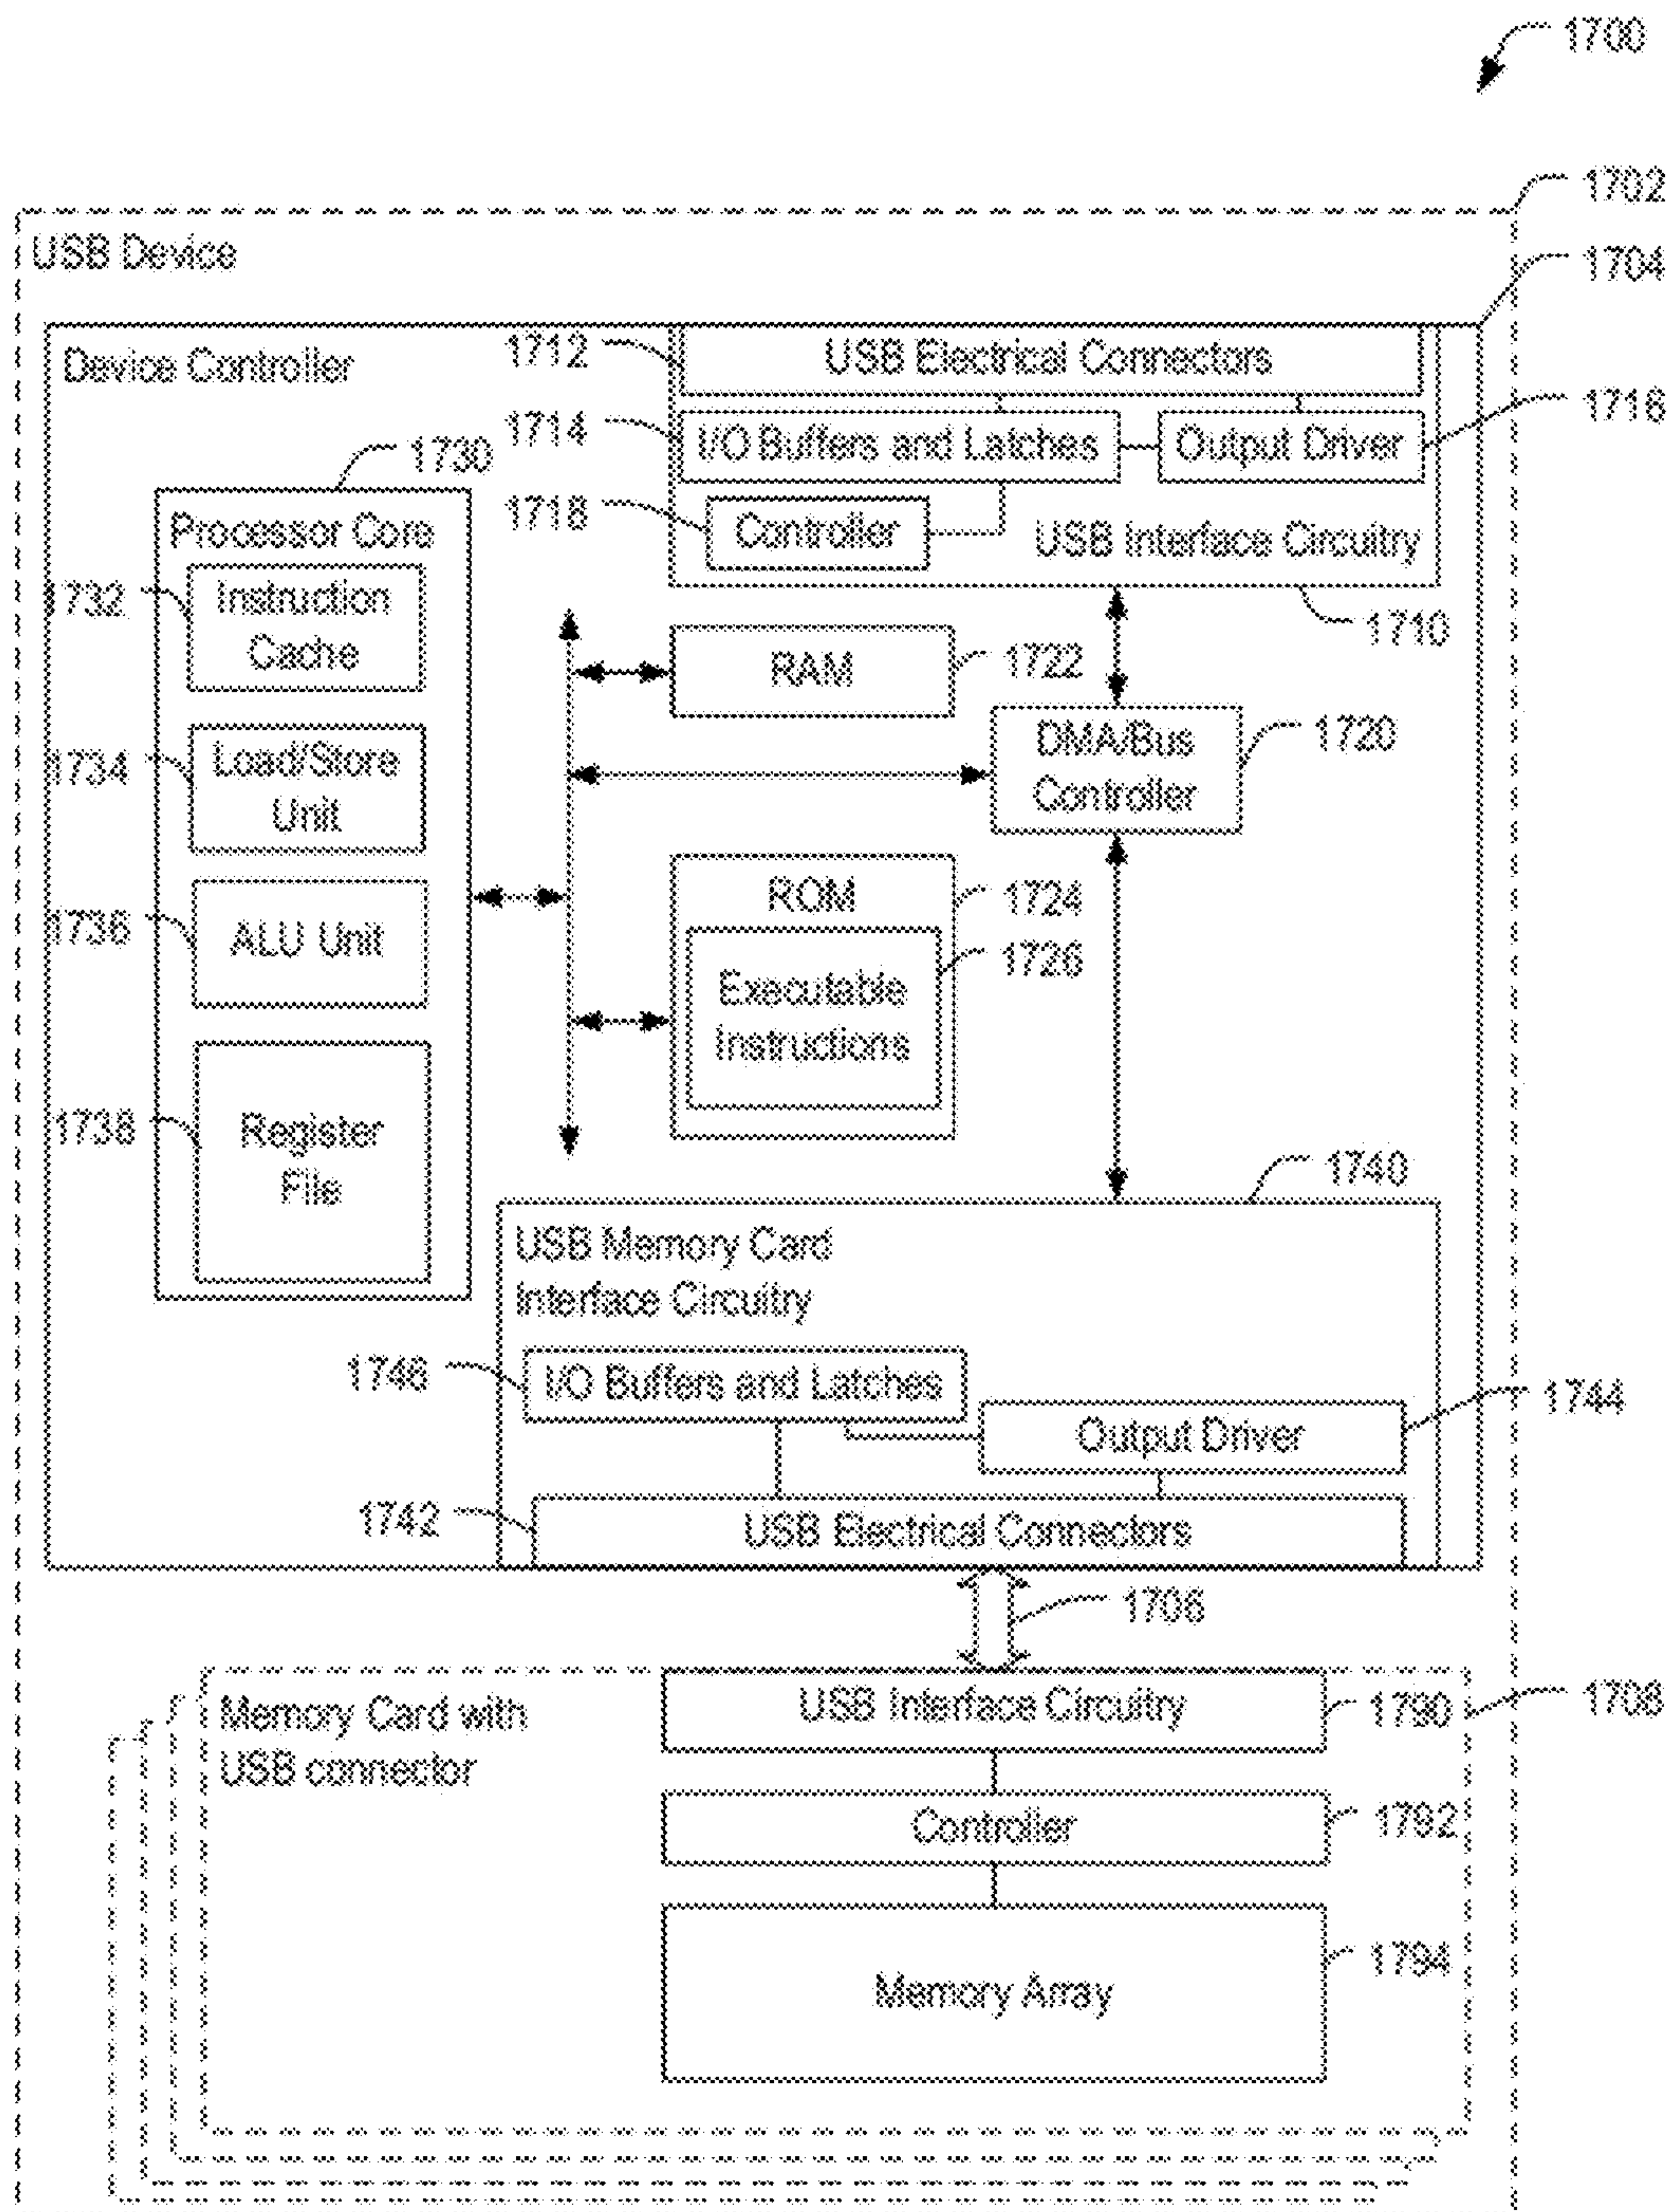 1700
1702
USB Device
1704
Device Controller
1712
USB Electrical Connectors
1716
1714
I/O Buffers and Latches
Output Driver
1730
1718
Controller
USB Interface Circuitry
Processor Core
1732
Instruction
Cache
1710
RAM
1722
1720
DMA/Bus
Controller
1734
Load/Store
Unit
ROM
1724
1736
ALU Unit
1726
Executable
Instructions
1738
Register
File
1740
USB Memory Card
Interface Circuitry
1746
I/O Buffers and Latches
1744
Output Driver
1742
USB Electrical Connectors
1706
1708
Memory Card with
USB connector
USB Interface Circuitry
1790
Controller
1792
Memory Array
1794